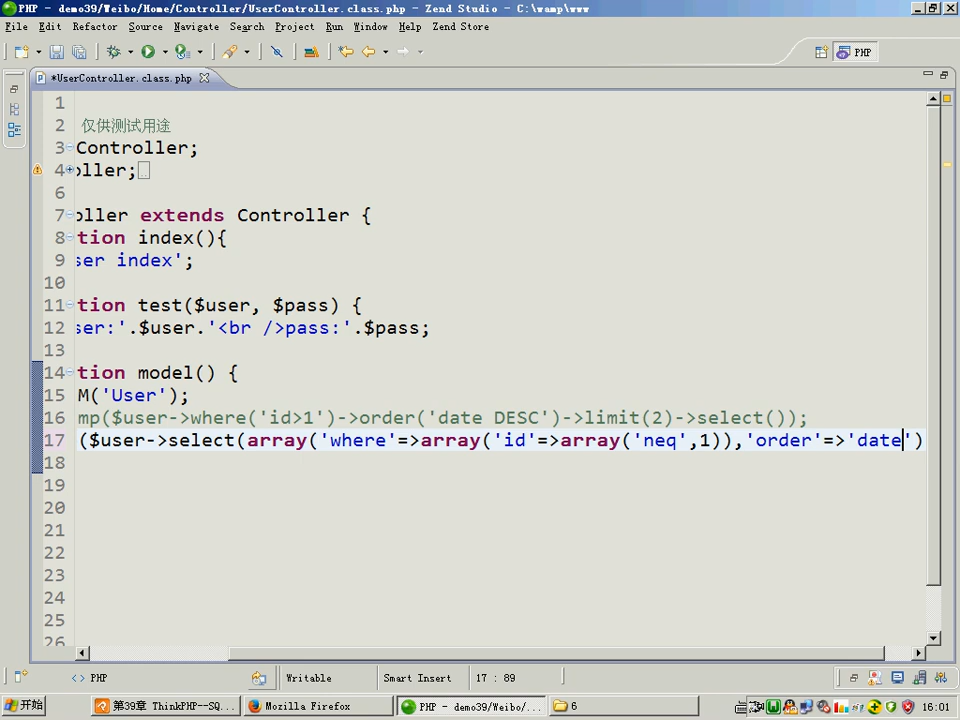 PHP - demo39/Weibo/Home/Controller/UserController.class.php - Zend Studio - C:\wamp\www
File Edit Refactor Source Navigate Search Project Run Window Help Zend Store
PHP
*UserController.class.php
1
2 仅供测试用途
3 Controller;
4 oller;
6
7 oller extends Controller {
8 tion index(){
9 ser index';
10
11 tion test($user, $pass) {
12 ser:'.$user.'<br />pass:'.$pass;
13
14 tion model() {
15 M('User');
16 mp($user->where('id>1')->order('date DESC')->limit(2)->select());
17 ($user->select(array('where'=>array('id'=>array('neq',1)),'order'=>'date')
18
19
20
21
22
23
24
25
26
<> PHP Writable Smart Insert 17 : 89
开始 第39章 ThinkPHP--SQ... Mozilla Firefox PHP - demo39/Weibo/... 6 16:01